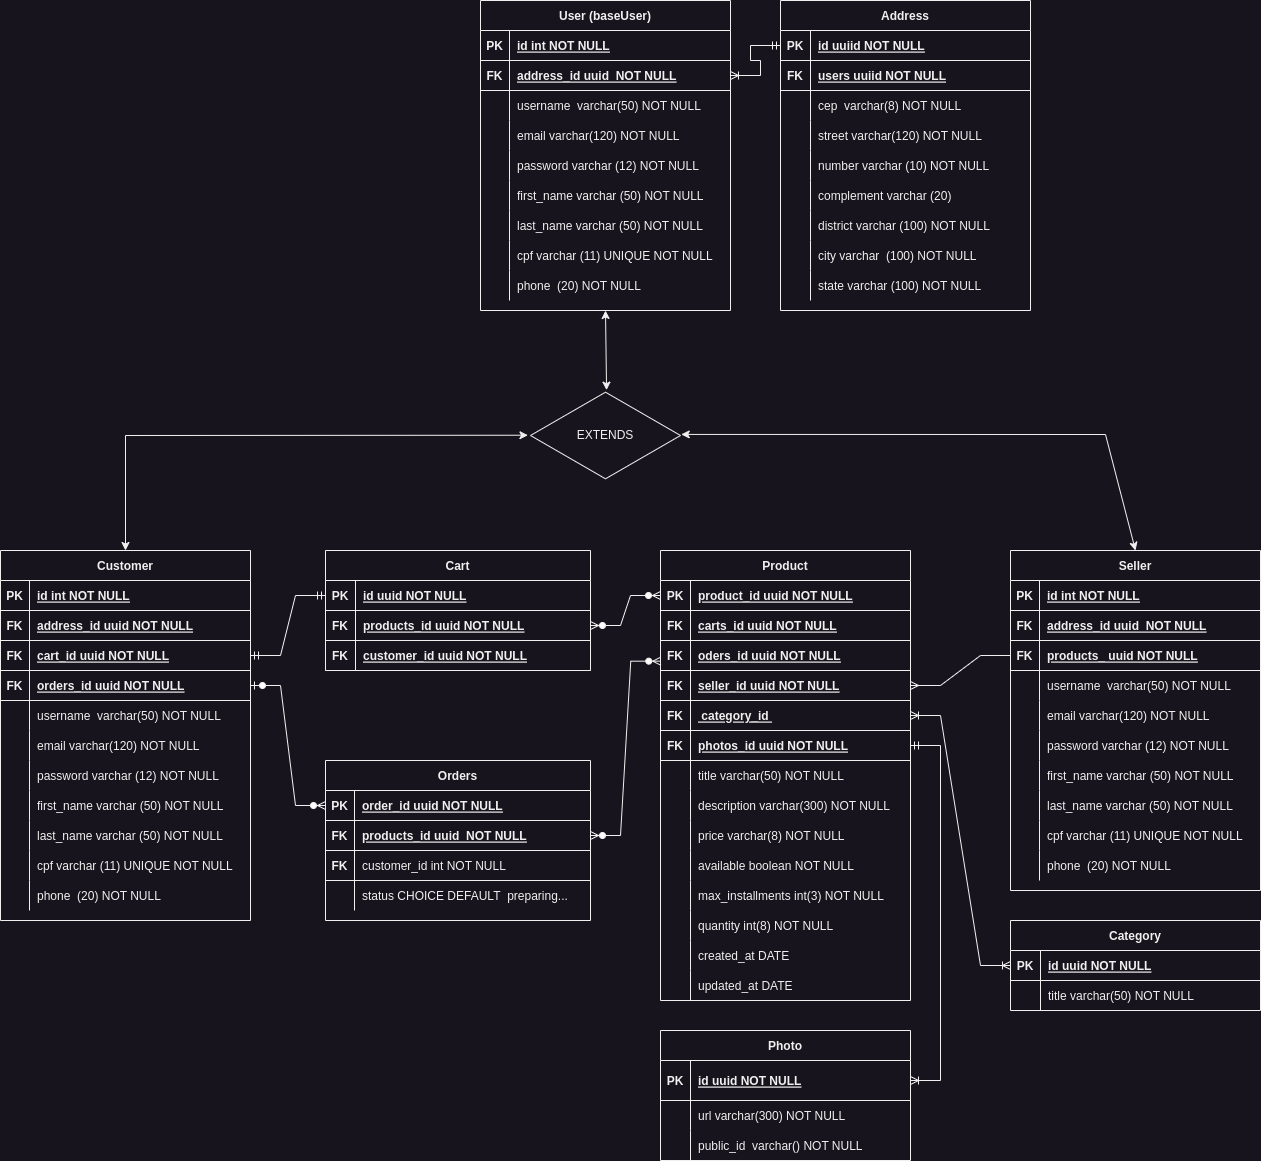 User (baseUser)
PK id int NOT NULL
FK address_id uuid  NOT NULL
username  varchar(50) NOT NULL
email varchar(120) NOT NULL
password varchar (12) NOT NULL
first_name varchar (50) NOT NULL
last_name varchar (50) NOT NULL
cpf varchar (11) UNIQUE NOT NULL
phone  (20) NOT NULL
Address
PK id uuiid NOT NULL
FK users uuiid NOT NULL
cep  varchar(8) NOT NULL
street varchar(120) NOT NULL
number varchar (10) NOT NULL
complement varchar (20)
district varchar (100) NOT NULL
city varchar  (100) NOT NULL
state varchar (100) NOT NULL
EXTENDS
Customer
PK id int NOT NULL
FK address_id uuid NOT NULL
FK cart_id uuid NOT NULL
FK orders_id uuid NOT NULL
username  varchar(50) NOT NULL
email varchar(120) NOT NULL
password varchar (12) NOT NULL
first_name varchar (50) NOT NULL
last_name varchar (50) NOT NULL
cpf varchar (11) UNIQUE NOT NULL
phone  (20) NOT NULL
Cart
PK id uuid NOT NULL
FK products_id uuid NOT NULL
FK customer_id uuid NOT NULL
Orders
PK order_id uuid NOT NULL
FK products_id uuid  NOT NULL
FK customer_id int NOT NULL
status CHOICE DEFAULT  preparing...
Product
PK product_id uuid NOT NULL
FK carts_id uuid NOT NULL
FK oders_id uuid NOT NULL
FK seller_id uuid NOT NULL
FK category_id
FK photos_id uuid NOT NULL
title varchar(50) NOT NULL
description varchar(300) NOT NULL
price varchar(8) NOT NULL
available boolean NOT NULL
max_installments int(3) NOT NULL
quantity int(8) NOT NULL
created_at DATE
updated_at DATE
Seller
PK id int NOT NULL
FK address_id uuid  NOT NULL
FK products_ uuid NOT NULL
username  varchar(50) NOT NULL
email varchar(120) NOT NULL
password varchar (12) NOT NULL
first_name varchar (50) NOT NULL
last_name varchar (50) NOT NULL
cpf varchar (11) UNIQUE NOT NULL
phone  (20) NOT NULL
Category
PK id uuid NOT NULL
title varchar(50) NOT NULL
Photo
PK id uuid NOT NULL
url varchar(300) NOT NULL
public_id  varchar() NOT NULL